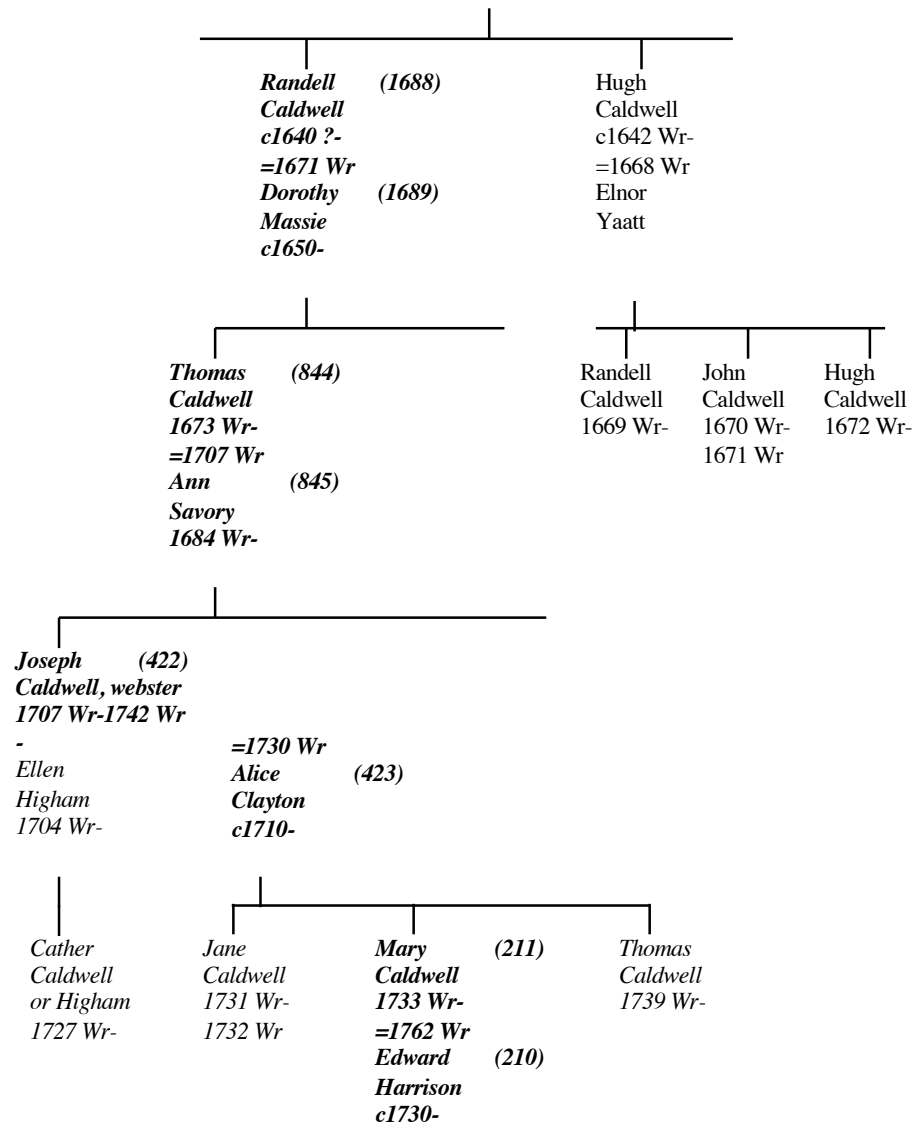 Randell (1688)
Caldwell
c1640 ?-
=1671 Wr
Dorothy (1689)
Massie
c1650-
Hugh
Caldwell
c1642 Wr-
=1668 Wr
Elnor
Yaatt
Thomas (844)
Caldwell
1673 Wr-
=1707 Wr
Ann (845)
Savory
1684 Wr-
Randell
Caldwell
1669 Wr-
John
Caldwell
1670 Wr-
1671 Wr
Hugh
Caldwell
1672 Wr-
Joseph (422)
Caldwell, webster
1707 Wr-1742 Wr
-
Ellen
Higham
1704 Wr-
=1730 Wr
Alice (423)
Clayton
c1710-
Cather
Caldwell
or Higham
1727 Wr-
Jane
Caldwell
1731 Wr-
1732 Wr
Mary (211)
Caldwell
1733 Wr-
=1762 Wr
Edward (210)
Harrison
c1730-
Thomas
Caldwell
1739 Wr-